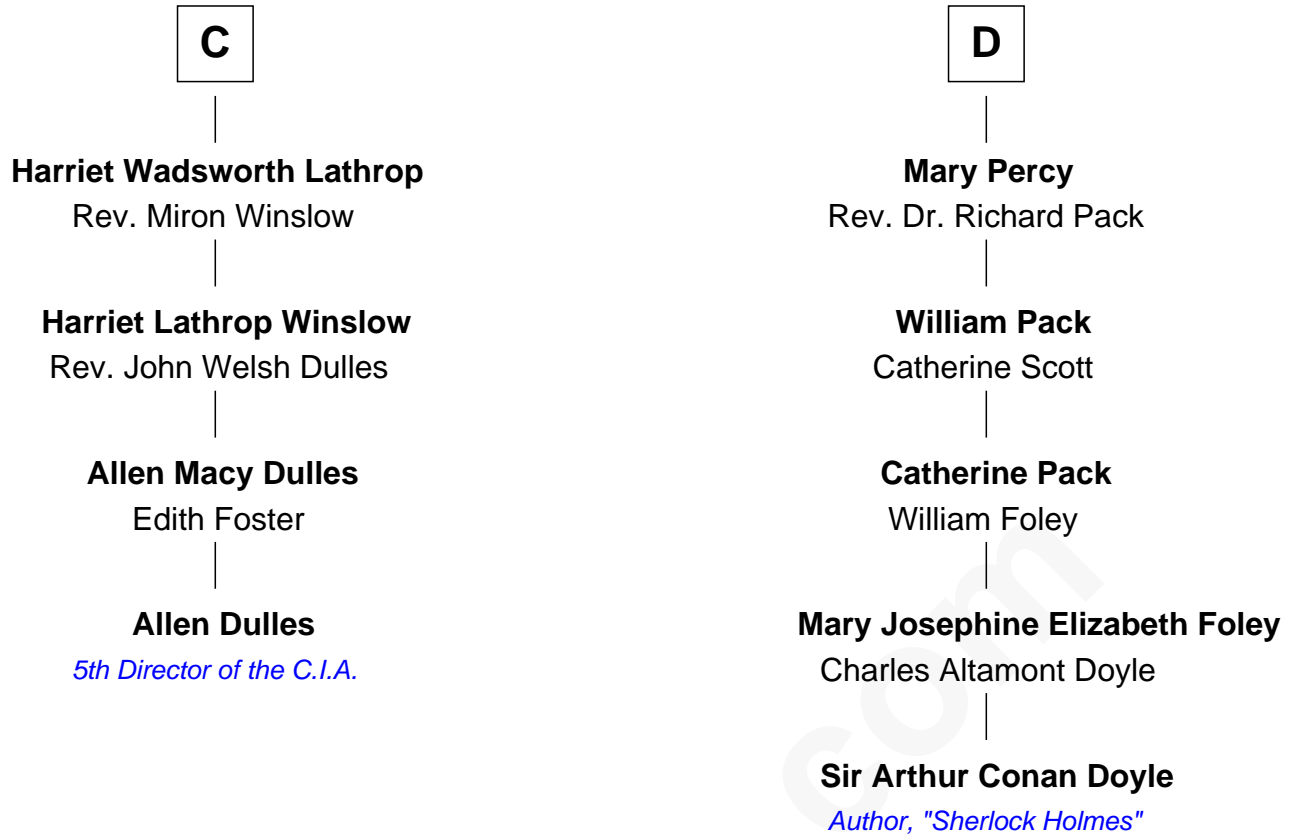 C
Harriet Wadsworth Lathrop
Rev. Miron Winslow
Harriet Lathrop Winslow
Rev. John Welsh Dulles
Allen Macy Dulles
Edith Foster
Allen Dulles
5th Director of the C.I.A.
D
Mary Percy
Rev. Dr. Richard Pack
William Pack
Catherine Scott
Catherine Pack
William Foley
Mary Josephine Elizabeth Foley
Charles Altamont Doyle
Sir Arthur Conan Doyle
Author, "Sherlock Holmes"
com